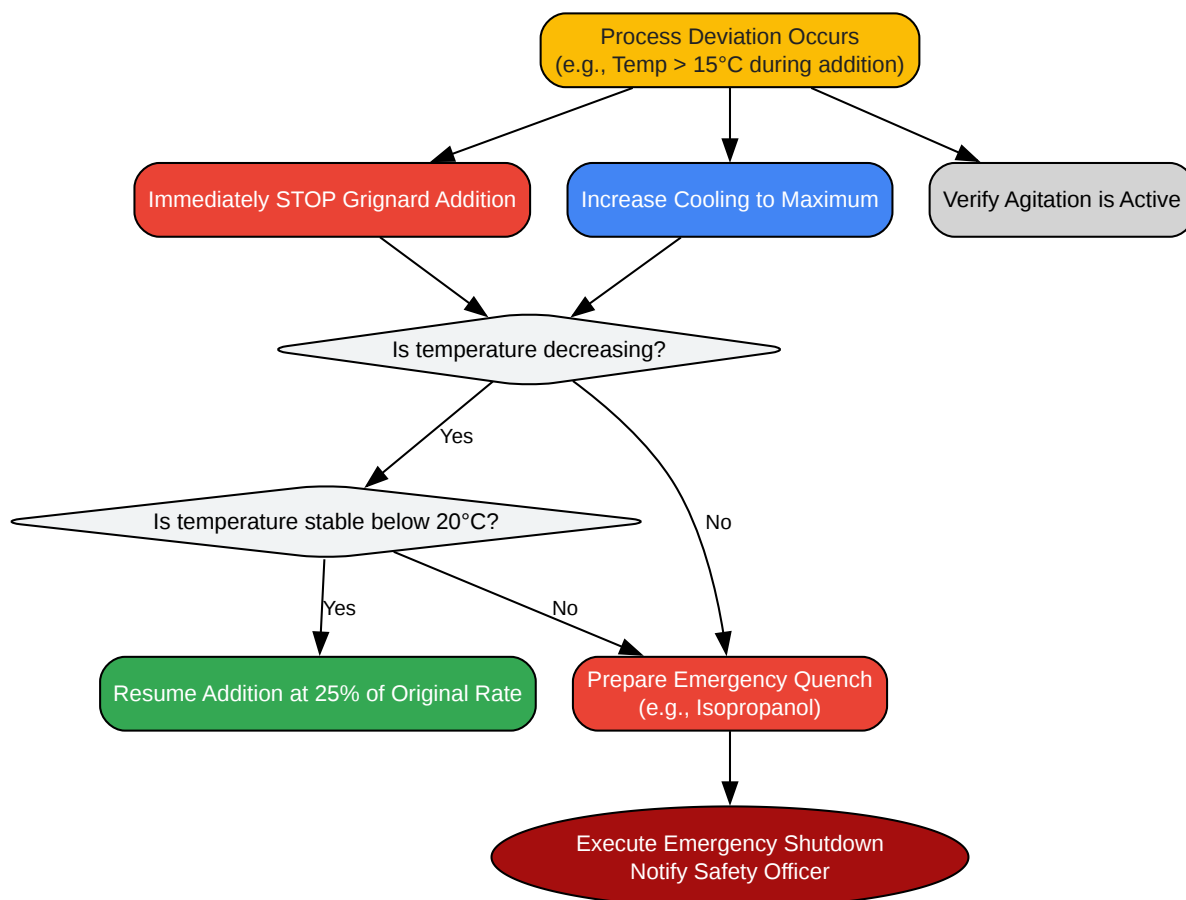 Process Deviation Occurs
(e.g., Temp > 15°C during addition)
Immediately STOP Grignard Addition
Increase Cooling to Maximum
Verify Agitation is Active
Is temperature decreasing?
Yes
Is temperature stable below 20°C?
No
Yes
No
Resume Addition at 25% of Original Rate
Prepare Emergency Quench
(e.g., Isopropanol)
Execute Emergency Shutdown
Notify Safety Officer